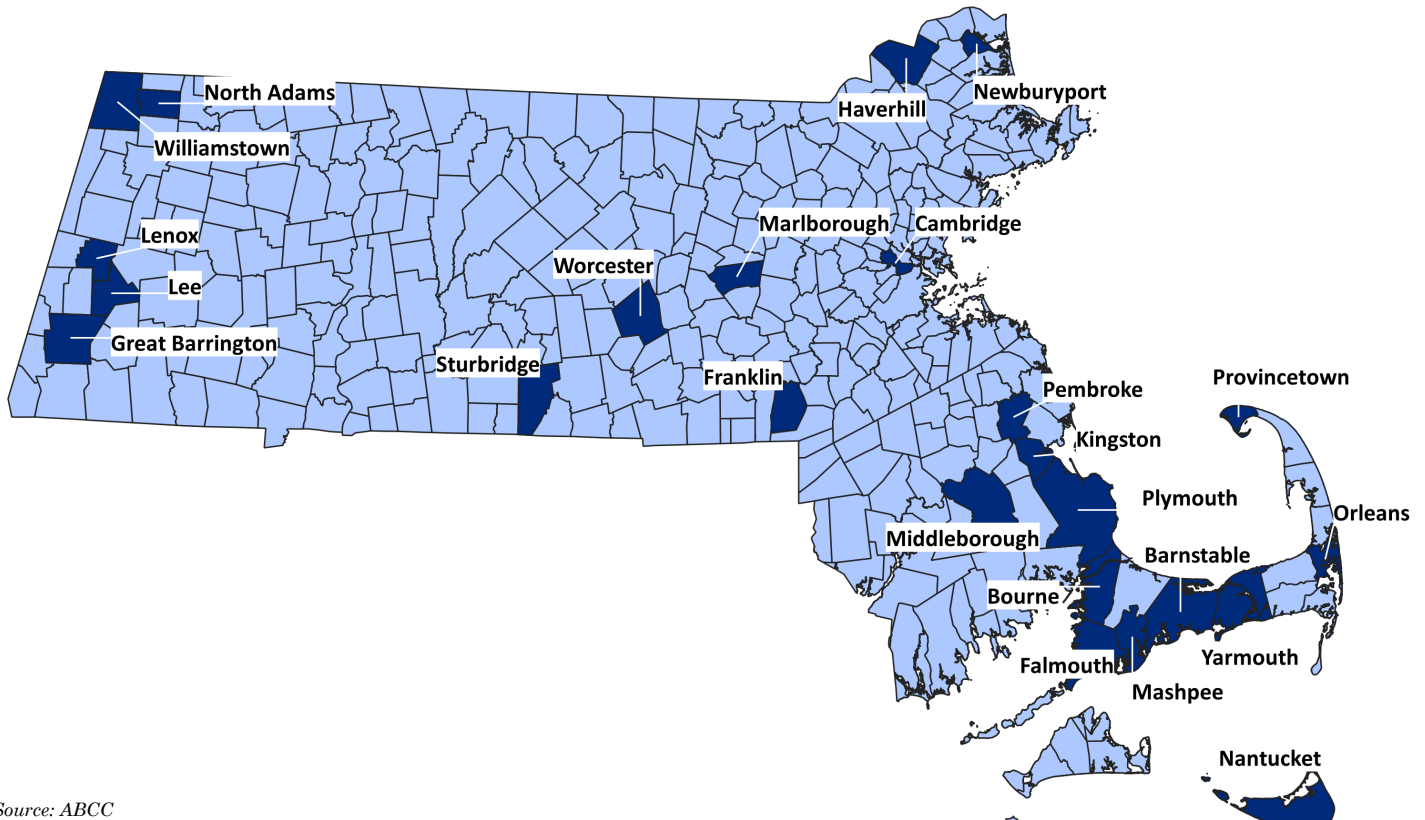 North Adams
Newburyport
Haverhill
Williamstown
Marlborough
Cambridge
Lenox
Worcester
Lee
Great Barrington
Sturbridge
Franklin
Provincetown
Pembroke
Kingston
Plymouth
Orleans
Middleborough
Barnstable
Bourne
Yarmouth
Falmouth
Mashpee
Nantucket
Source: ABCC